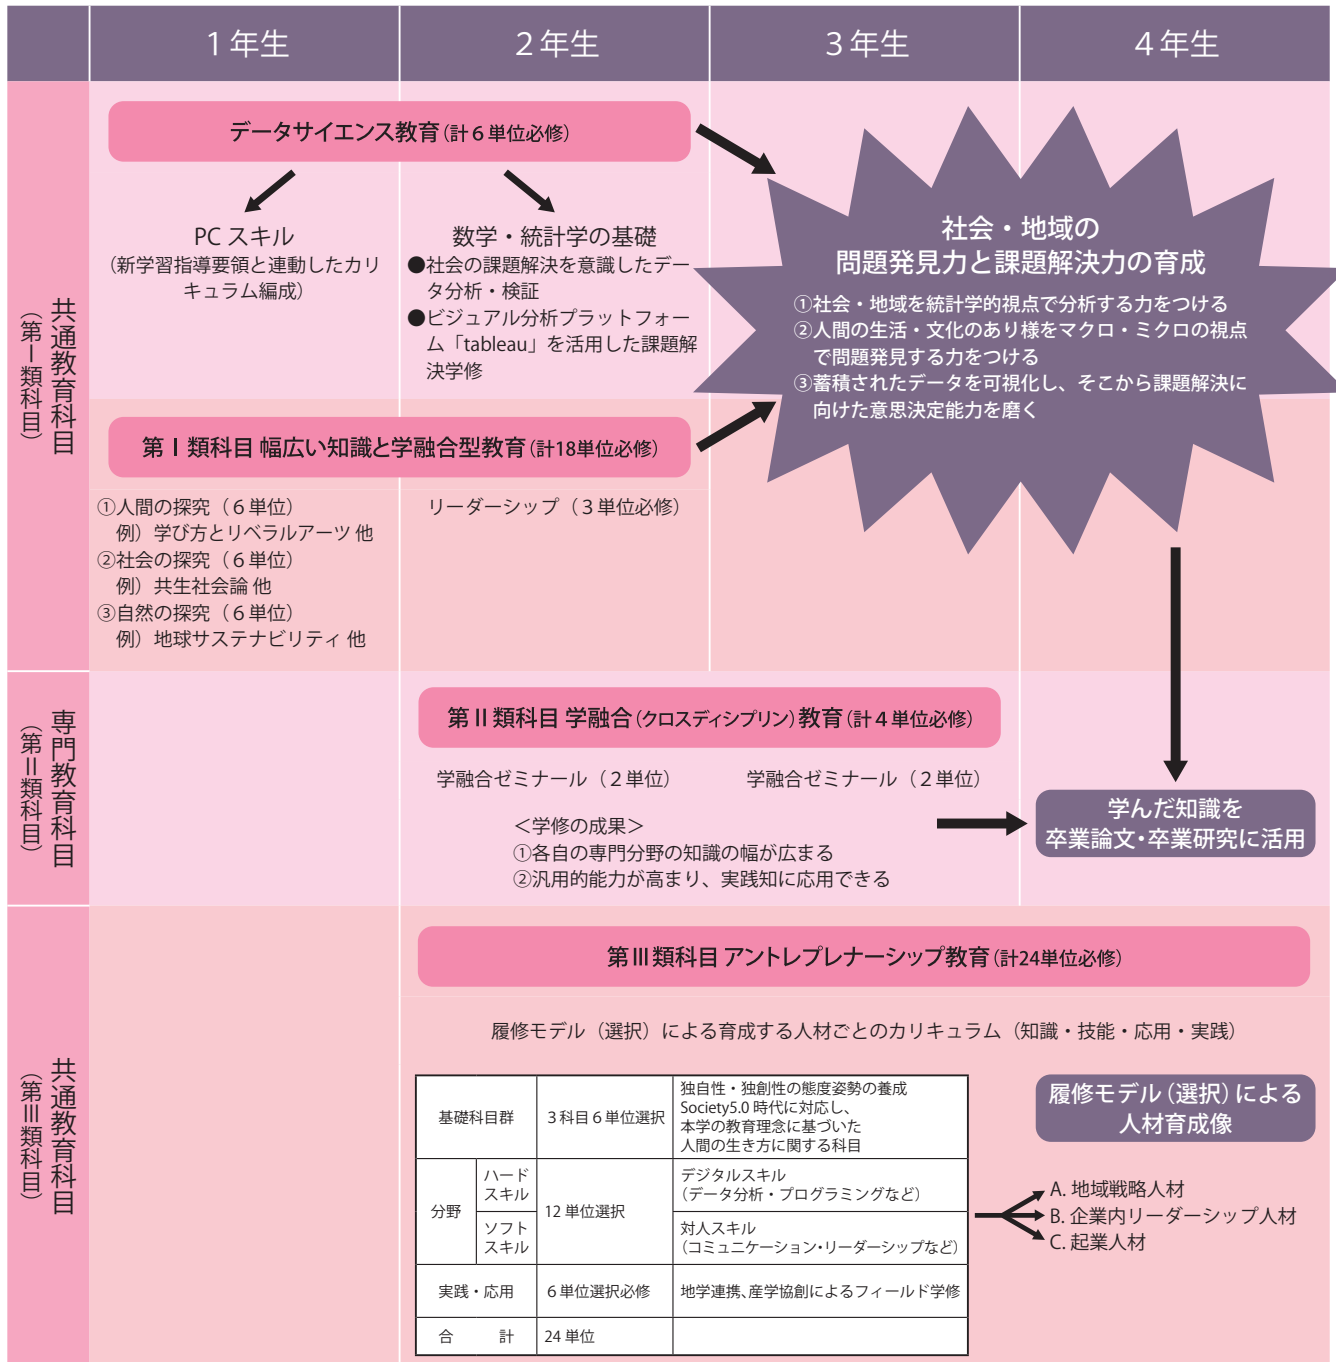 1年生
2年生
3年生
4年生
共通教育科目
（第Ⅰ類科目）
データサイエンス教育（計６単位必修）
PC スキル
（新学習指導要領と連動したカリ
キュラム編成）
数学・統計学の基礎
●社会の課題解決を意識したデー
タ分析・検証
●ビジュアル分析プラットフォー
ム「tableau」を活用した課題解
決学修
社会・地域の
問題発見力と課題解決力の育成
①社会・地域を統計学的視点で分析する力をつける
②人間の生活・文化のあり様をマクロ・ミクロの視点
で問題発見する力をつける
③蓄積されたデータを可視化し、そこから課題解決に
向けた意思決定能力を磨く
第Ⅰ類科目 幅広い知識と学融合型教育（計18単位必修）
①人間の探究（６単位）
例）学び方とリベラルアーツ 他
②社会の探究（６単位）
例）共生社会論 他
③自然の探究（６単位）
例）地球サステナビリティ 他
リーダーシップ（３単位必修）
専門教育科目
（第Ⅱ類科目）
第Ⅱ類科目 学融合（クロスディシプリン）教育（計４単位必修）
学融合ゼミナール（２単位）
学融合ゼミナール（２単位）
＜学修の成果＞
①各自の専門分野の知識の幅が広まる
②汎用的能力が高まり、実践知に応用できる
学んだ知識を
卒業論文・卒業研究に活用
共通教育科目
（第Ⅲ類科目）
第Ⅲ類科目 アントレプレナーシップ教育（計24単位必修）
履修モデル（選択）による育成する人材ごとのカリキュラム（知識・技能・応用・実践）
基礎科目群
３科目６単位選択
独自性・独創性の態度姿勢の養成
Society5.0 時代に対応し、
本学の教育理念に基づいた
人間の生き方に関する科目
分野
ハード
スキル
12 単位選択
デジタルスキル
（データ分析・プログラミングなど）
ソフト
スキル
対人スキル
（コミュニケーション・リーダーシップなど）
実践・応用
６単位選択必修
地学連携、産学協創によるフィールド学修
合　計
24 単位
履修モデル（選択）による
人材育成像
A. 地域戦略人材
B. 企業内リーダーシップ人材
C. 起業人材